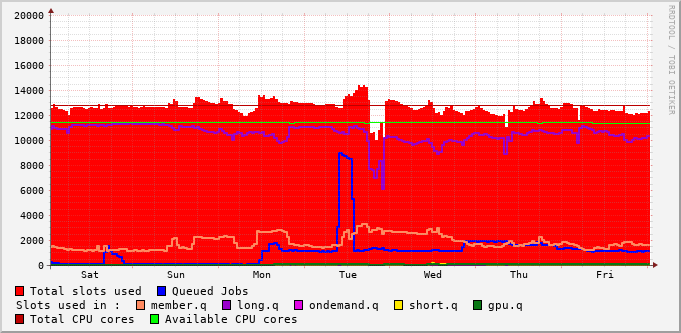 RRDTOOL / TOBI OETIKER
20000
18000
16000
14000
12000
10000
8000
6000
4000
2000
0
Sat Sun Mon Tue Wed Thu Fri
Total slots used Queued Jobs
Slots used in : member.q long.q ondemand.q short.q gpu.q
Total CPU cores Available CPU cores